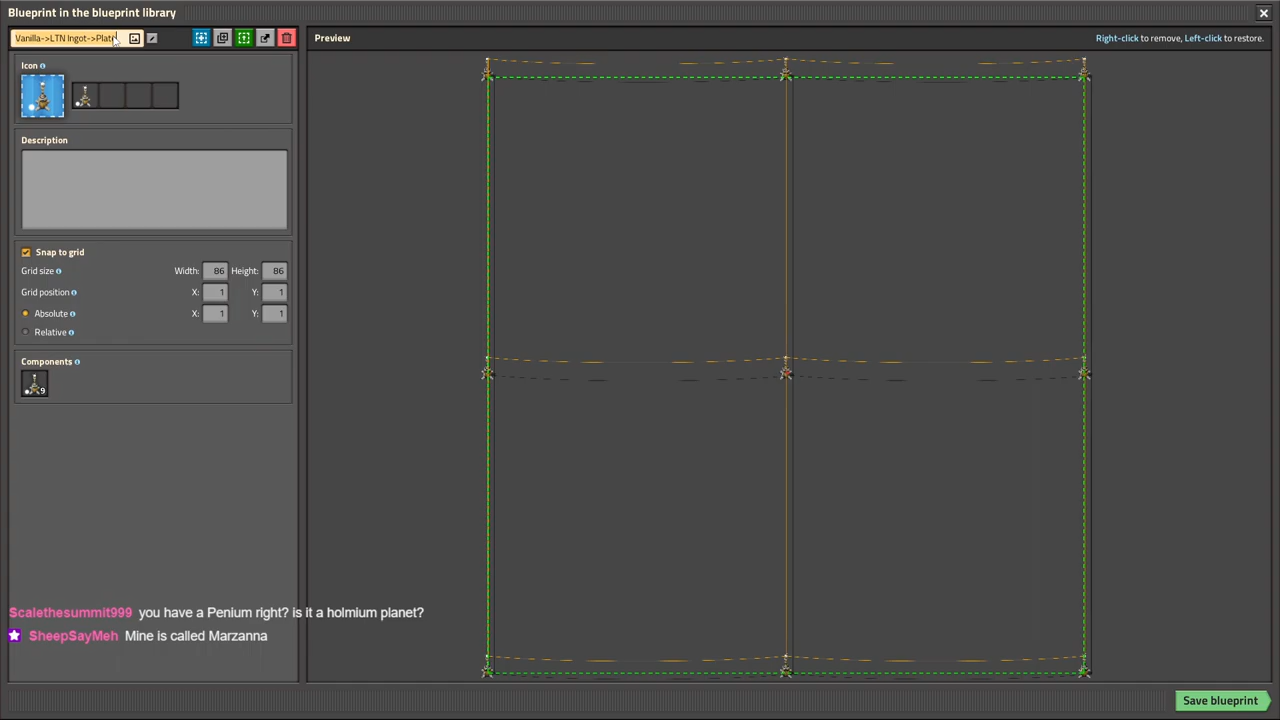 Blueprint in the blueprint library
Vanilla->LTN Ingot->Plate
Preview
Right-click to remove, Left-click to restore.
Icon
Description
Snap to grid
Grid size
Width: 86 Height: 86
Grid position
X: 1 Y: 1
Absolute
X: 1 Y: 1
Relative
Components
9
Scalethesummit999 you have a Penium right? is it a holmium planet?
SheepSayMeh Mine is called Marzanna
Save blueprint